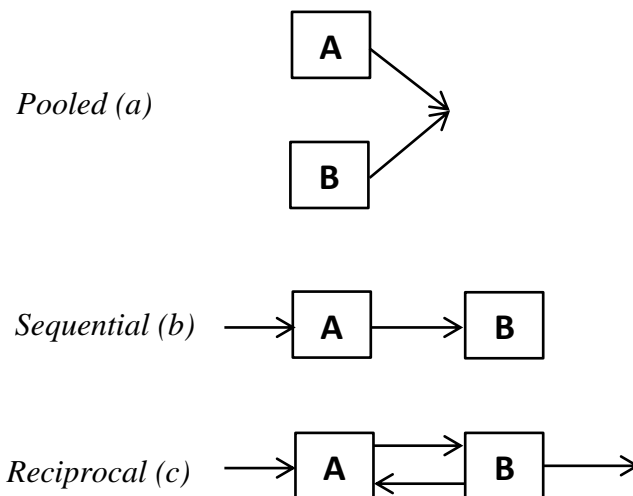 A
Pooled (a)
B
Sequential (b) A B
Reciprocal (c) A B